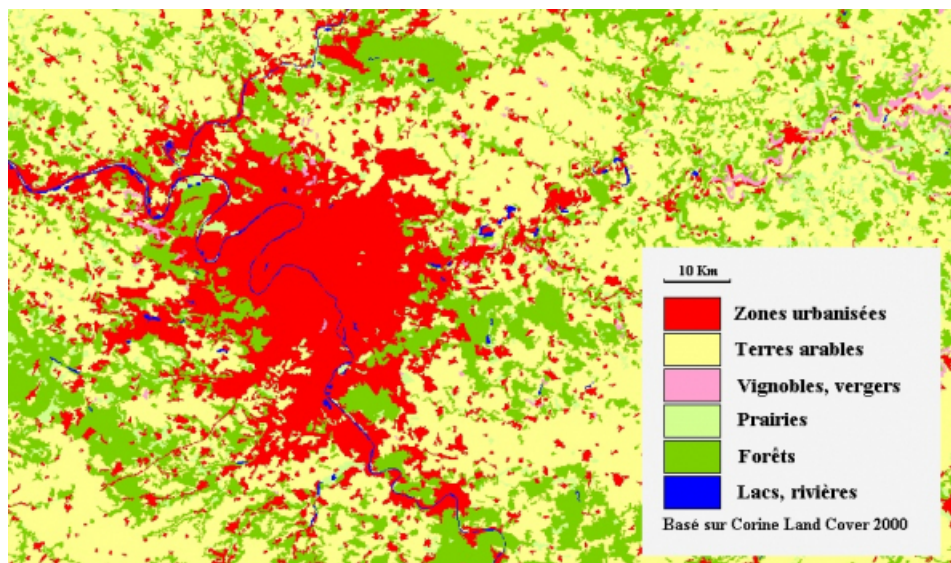 10 Km
Zones urbanisées
Terres arables
Vignobles, vergers
Prairies
Forêts
Lacs, rivières
Basé sur Corine Land Cover 2000